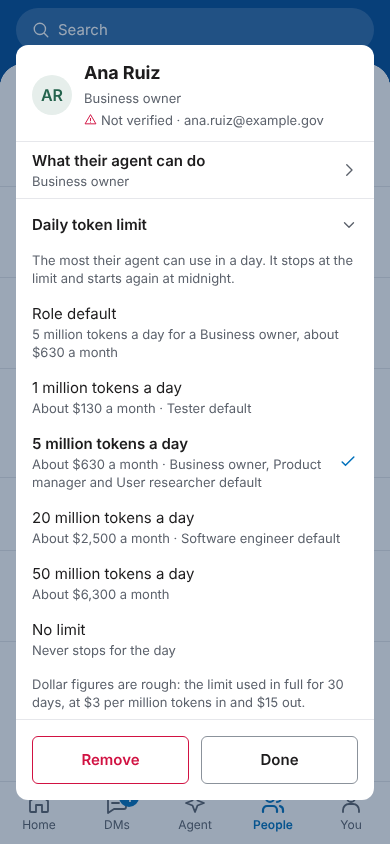 Search
AR
Ana Ruiz
Business owner
Not verified · ana.ruiz@example.gov
What their agent can do
Business owner
Daily token limit
The most their agent can use in a day. It stops at the
limit and starts again at midnight.
Role default
5 million tokens a day for a Business owner, about
$630 a month
1 million tokens a day
About $130 a month · Tester default
5 million tokens a day
About $630 a month · Business owner, Product
manager and User researcher default
20 million tokens a day
About $2,500 a month · Software engineer default
50 million tokens a day
About $6,300 a month
No limit
Never stops for the day
Dollar figures are rough: the limit used in full for 30
days, at $3 per million tokens in and $15 out.
Remove
Done
Home
DMs
Agent
People
You